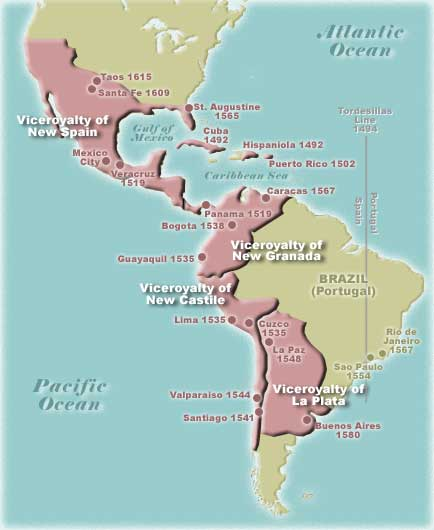 Atlantic
Ocean
Taos 1615
Santa Fe 1609
St. Augustine
1565
Viceroyalty of
New Spain
Gulf of
Mexico
Cuba
1492
Hispaniola 1492
Tordesillas
Line
1494
Mexico
City
Veracruz
1519
Puerto Rico 1502
Caribbean Sea
Caracas 1567
Panama 1519
Bogota 1538
Portugal
Spain
Guayaquil 1535
Viceroyalty of
New Granada
BRAZIL
(Portugal)
Viceroyalty of
New Castile
Lima 1535
Cuzco
1535
La Paz
1548
Rio de
Janeiro
1567
Sao Paulo
1554
Pacific
Ocean
Valparaiso 1544
Santiago 1541
Viceroyalty of
La Plata
Buenos Aires
1580